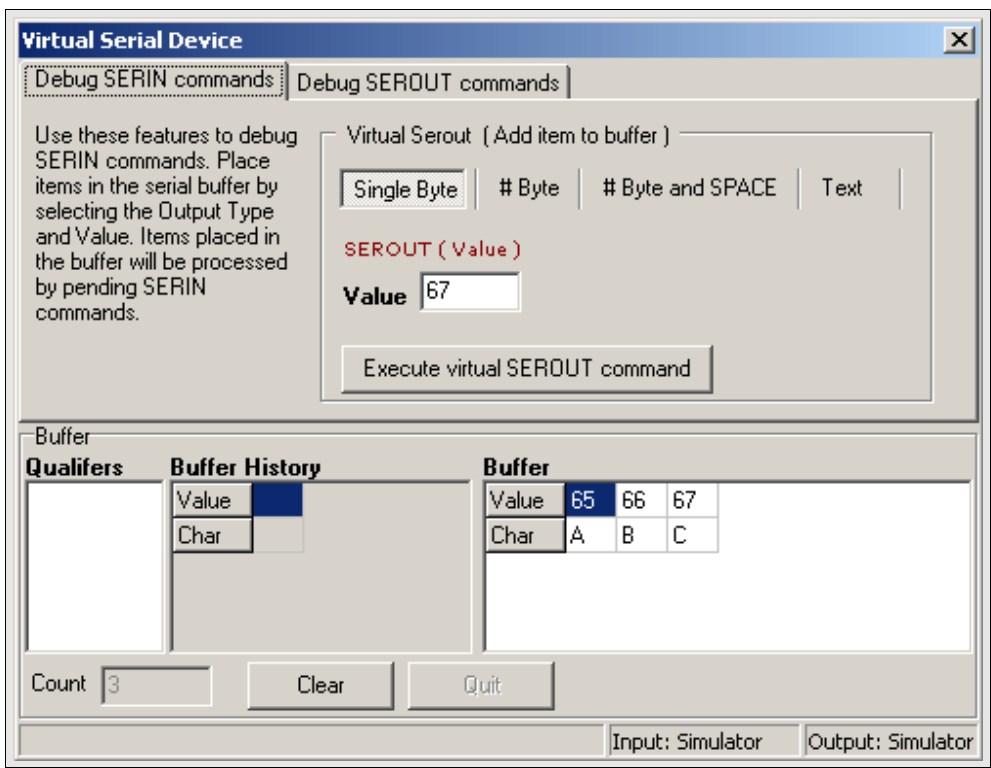 Virtual Serial Device
Debug SERIN commands Debug SEROUT commands
Use these features to debug
SERIN commands. Place
items in the serial buffer by
selecting the Output Type
and Value. Items placed in
the buffer will be processed
by pending SERIN
commands.
Virtual Serout ( Add item to buffer )
Single Byte # Byte # Byte and SPACE Text
SEROUT ( Value )
Value 67
Execute virtual SEROUT command
Buffer
Qualifers Buffer History Buffer
Value Value 65 66 67
Char Char A B C
Count 3 Clear Quit
Input: Simulator Output: Simulator